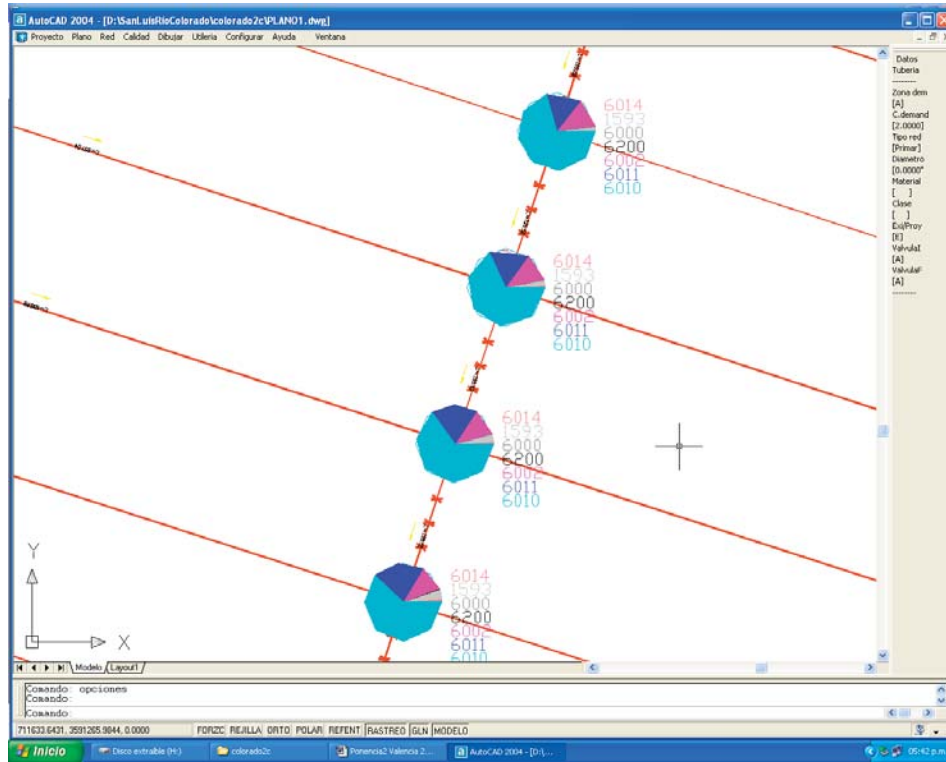 AutoCAD 2004 - [D:\SanLuisRioColorado\colorado2c\PLANO1.dwg]
Proyecto Plano Red Calidad Dibujar Utileria Configurar Ayuda Ventana
Datos
Tuberia
--------
Zona dem
[A]
C.demand
[2.0000]
Tipo red
[Primar]
Diametro
[0.0000"
Material
[ ]
Clase
[ ]
Exi/Proy
[E]
ValvulaI
[A]
ValvulaF
[A]
--------
6014
1593
6000
6200
6002
6011
6010
6014
1593
6000
6200
6002
6011
6010
6014
1593
6000
6200
6002
6011
6010
6014
1593
6000
6200
6002
6011
6010
Y
X
Modelo Layout1
Comando: opciones
Comando:
Comando:
711633.6431, 3591265.9844, 0.0000 FORZC REJILLA ORTO POLAR REFENT RASTREO GLN MODELO
Inicio Disco extraible (H:) colorado2c Ponencia2 Valencia 2... AutoCAD 2004 - [D:\... 05:42 p.m.